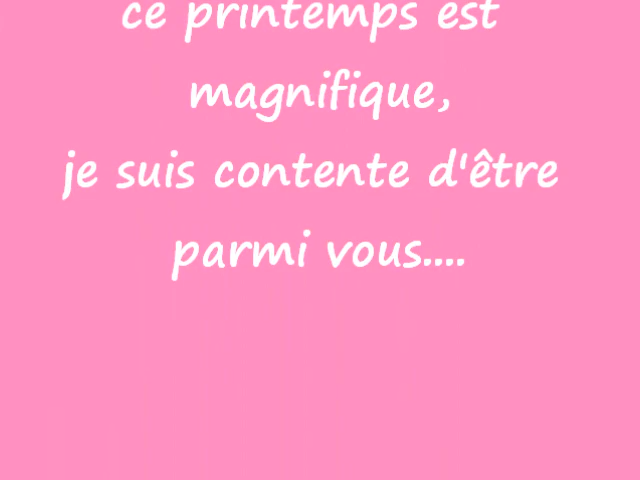 ce printemps est
magnifique,
je suis contente d'être
parmi vous....